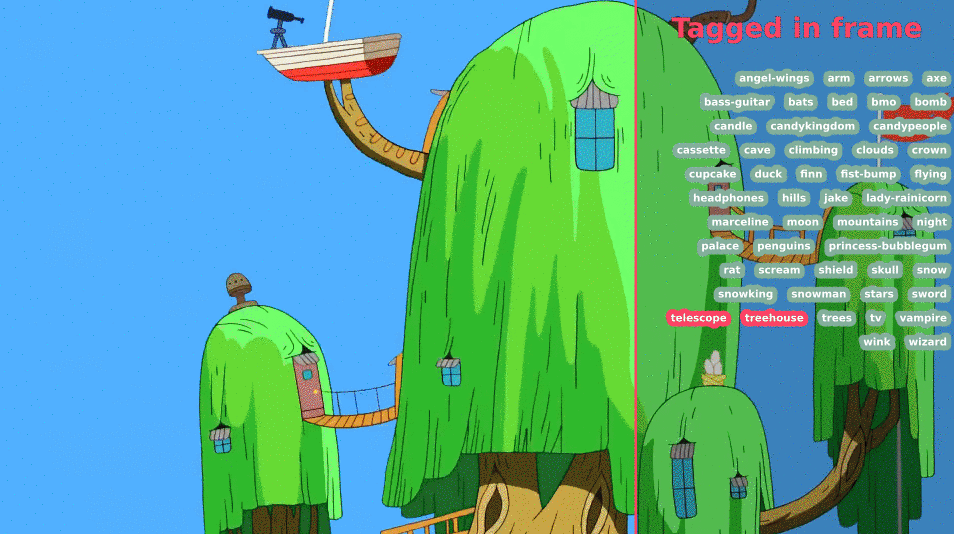 Tagged in frame
angel-wings arm arrows axe
bass-guitar bats bed bmo bomb
candle candykingdom candypeople
cassette cave climbing clouds crown
cupcake duck finn fist-bump flying
headphones hills jake lady-rainicorn
marceline moon mountains night
palace penguins princess-bubblegum
rat scream shield skull snow
snowking snowman stars sword
telescope treehouse trees tv vampire
wink wizard